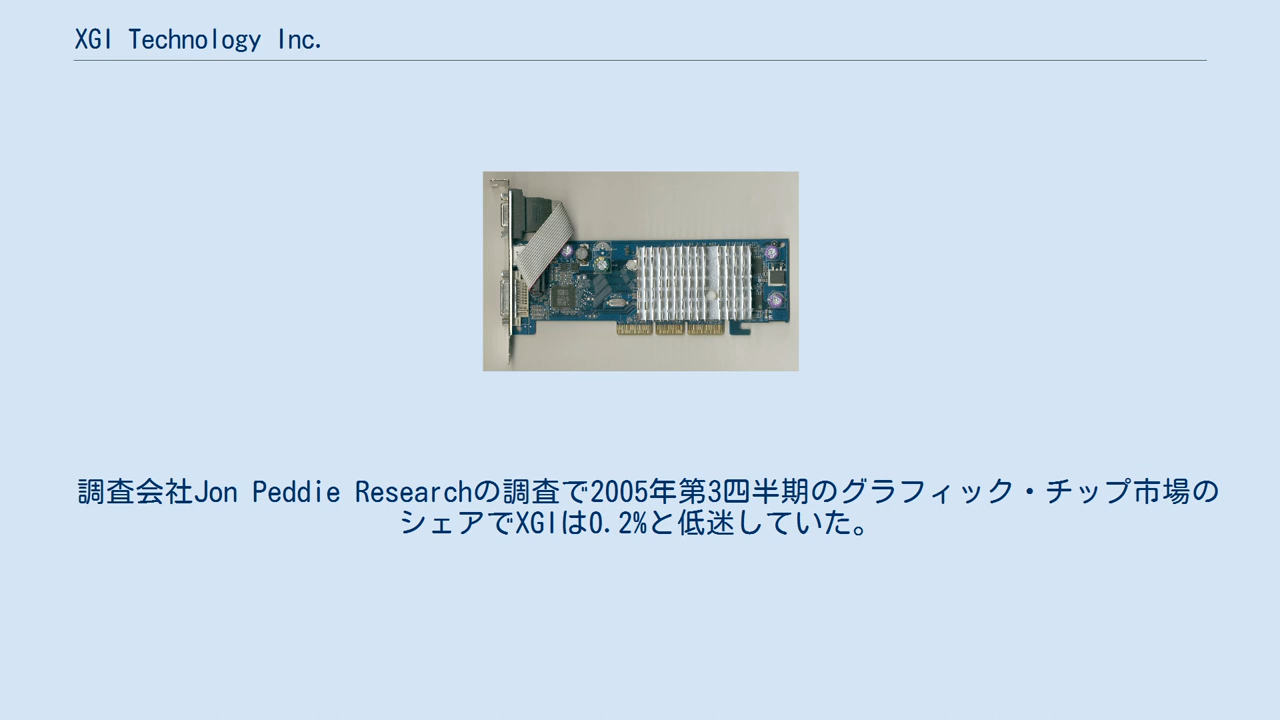 XGI Technology Inc.
調査会社Jon Peddie Researchの調査で2005年第3四半期のグラフィック・チップ市場の
シェアでXGIは0.2%と低迷していた。